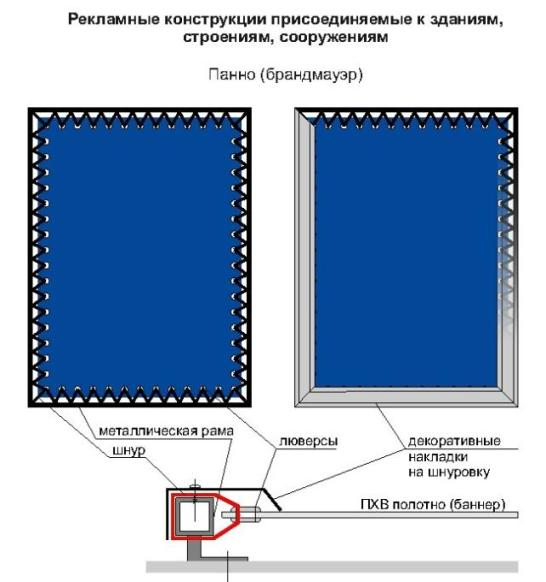 Рекламные конструкции присоединяемые к зданиям,
строениям, сооружениям
Панно (брандмауэр)
металлическая рама
шнур
люверсы
декоративные
накладки
на шнуровку
ПХВ полотно (баннер)